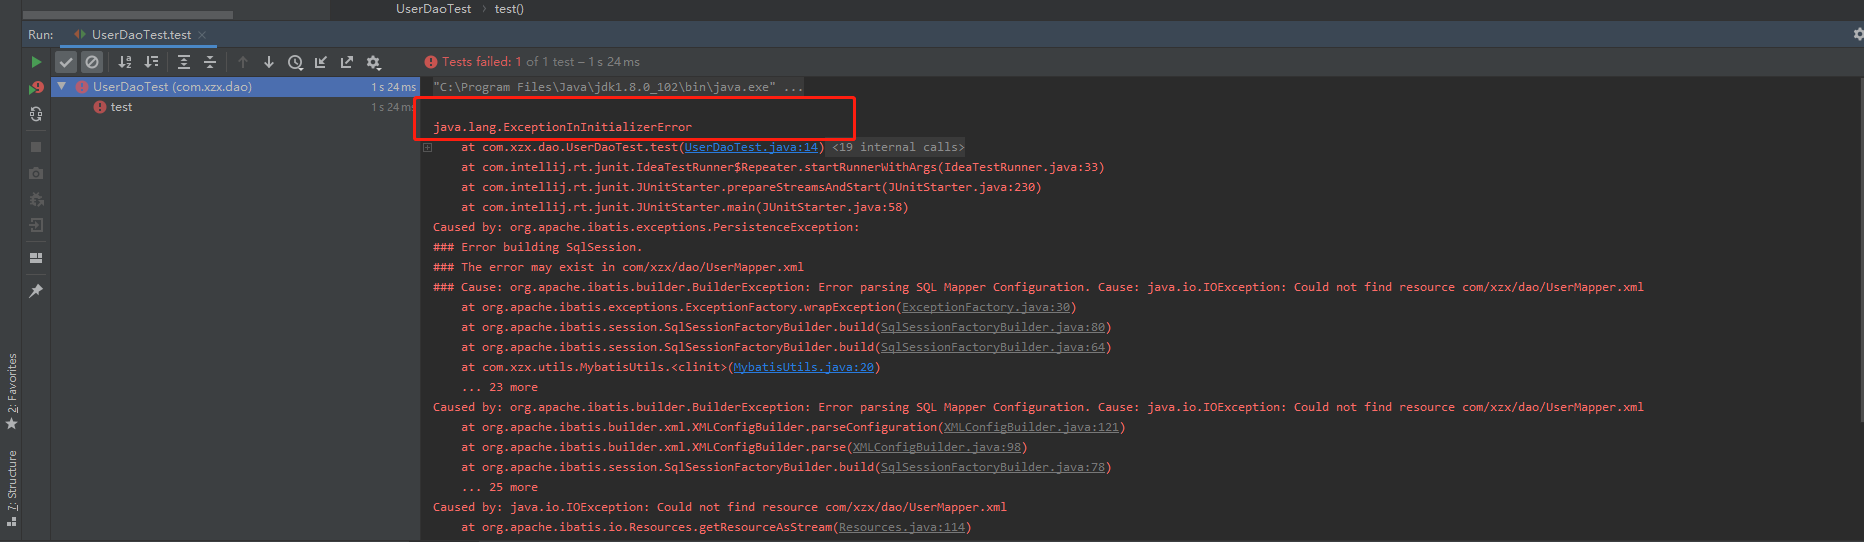 UserDaoTest > test()
Run: UserDaoTest.test ×
Tests failed: 1 of 1 test – 1 s 24 ms
UserDaoTest (com.xzx.dao) 1 s 24 ms
test 1 s 24 ms
"C:\Program Files\Java\jdk1.8.0_102\bin\java.exe" ...
java.lang.ExceptionInInitializerError
at com.xzx.dao.UserDaoTest.test(UserDaoTest.java:14) <19 internal calls>
at com.intellij.rt.junit.IdeaTestRunner$Repeater.startRunnerWithArgs(IdeaTestRunner.java:33)
at com.intellij.rt.junit.JUnitStarter.prepareStreamsAndStart(JUnitStarter.java:230)
at com.intellij.rt.junit.JUnitStarter.main(JUnitStarter.java:58)
Caused by: org.apache.ibatis.exceptions.PersistenceException:
### Error building SqlSession.
### The error may exist in com/xzx/dao/UserMapper.xml
### Cause: org.apache.ibatis.builder.BuilderException: Error parsing SQL Mapper Configuration. Cause: java.io.IOException: Could not find resource com/xzx/dao/UserMapper.xml
at org.apache.ibatis.exceptions.ExceptionFactory.wrapException(ExceptionFactory.java:30)
at org.apache.ibatis.session.SqlSessionFactoryBuilder.build(SqlSessionFactoryBuilder.java:80)
at org.apache.ibatis.session.SqlSessionFactoryBuilder.build(SqlSessionFactoryBuilder.java:64)
at com.xzx.utils.MybatisUtils.<clinit>(MybatisUtils.java:20)
... 23 more
Caused by: org.apache.ibatis.builder.BuilderException: Error parsing SQL Mapper Configuration. Cause: java.io.IOException: Could not find resource com/xzx/dao/UserMapper.xml
at org.apache.ibatis.builder.xml.XMLConfigBuilder.parseConfiguration(XMLConfigBuilder.java:121)
at org.apache.ibatis.builder.xml.XMLConfigBuilder.parse(XMLConfigBuilder.java:98)
at org.apache.ibatis.session.SqlSessionFactoryBuilder.build(SqlSessionFactoryBuilder.java:78)
... 25 more
Caused by: java.io.IOException: Could not find resource com/xzx/dao/UserMapper.xml
at org.apache.ibatis.io.Resources.getResourceAsStream(Resources.java:114)
2: Favorites
7: Structure